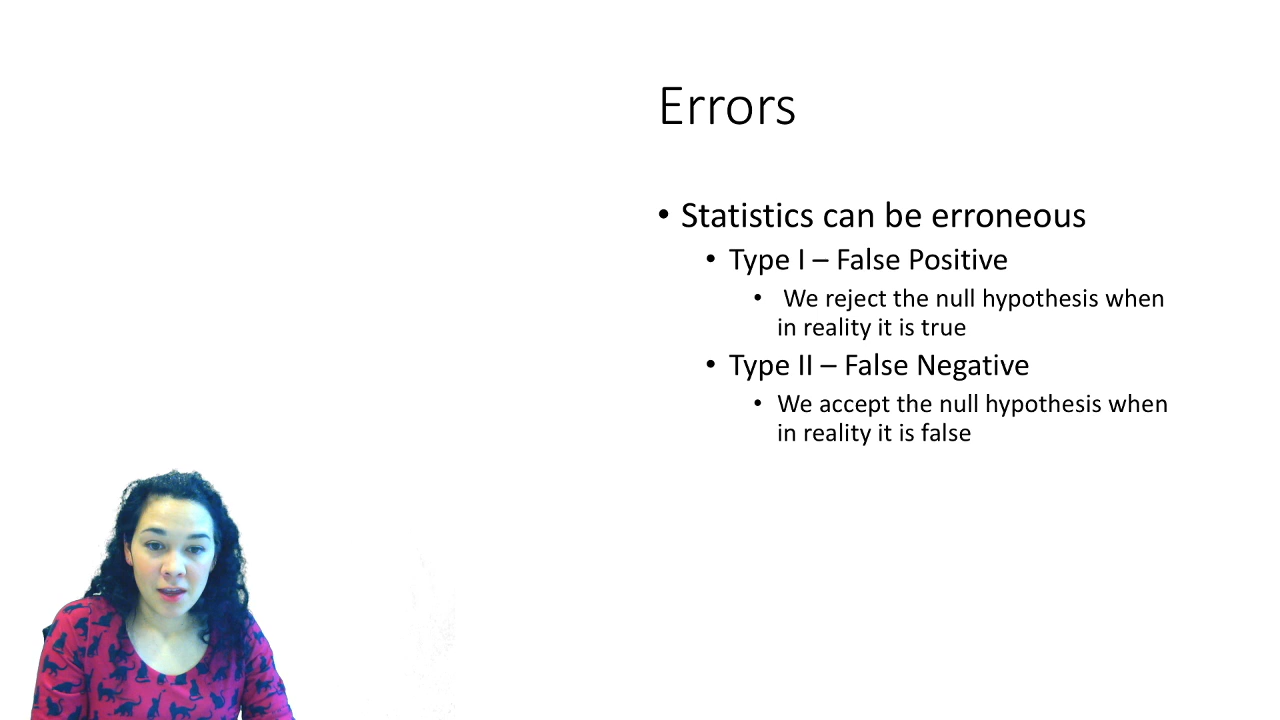 Errors
• Statistics can be erroneous
• Type I – False Positive
• We reject the null hypothesis when
in reality it is true
• Type II – False Negative
• We accept the null hypothesis when
in reality it is false